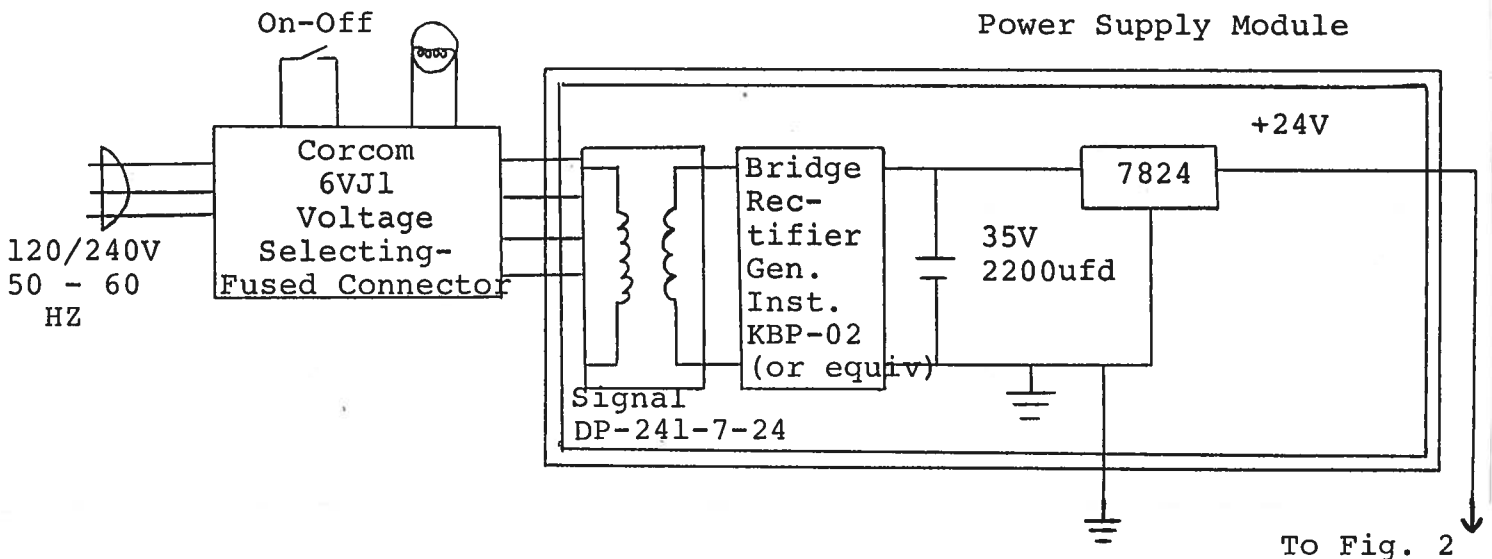 On-Off
Power Supply Module
Corcom
6VJ1
Voltage
Selecting-
Fused Connector
120/240V
50 - 60
HZ
Bridge
Rec-
tifier
Gen.
Inst.
KBP-02
(or equiv)
Signal
DP-241-7-24
35V
2200ufd
7824
+24V
To Fig. 2